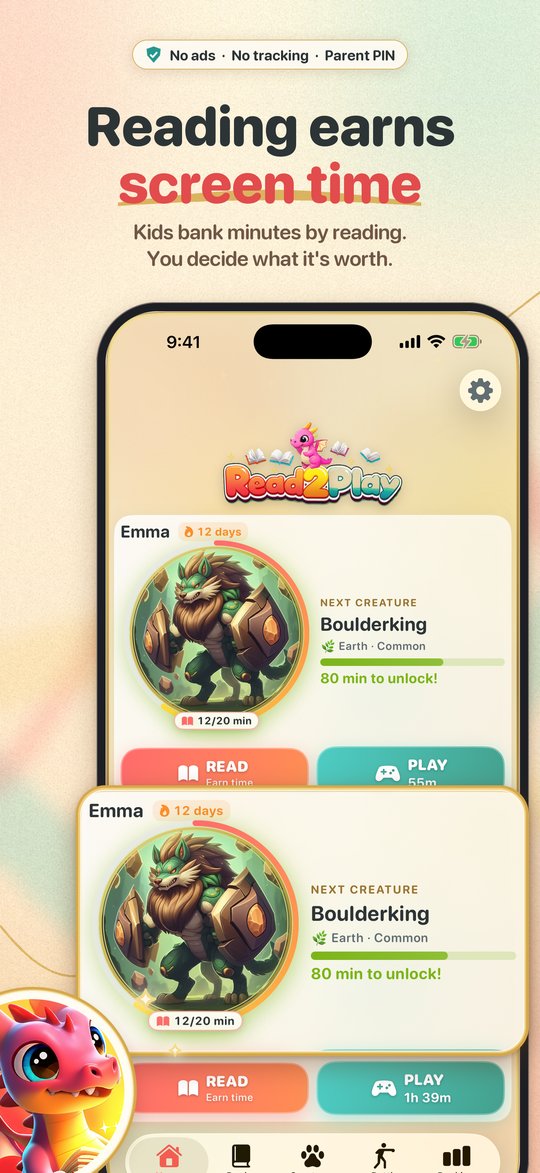 No ads · No tracking · Parent PIN
Reading earns
screen time
Kids bank minutes by reading.
You decide what it's worth.
9:41
Read2Play
Emma 12 days
NEXT CREATURE
Boulderking
Earth · Common
80 min to unlock!
12/20 min
READ
Earn time
PLAY
55m
Emma 12 days
NEXT CREATURE
Boulderking
Earth · Common
80 min to unlock!
12/20 min
READ
Earn time
PLAY
1h 39m